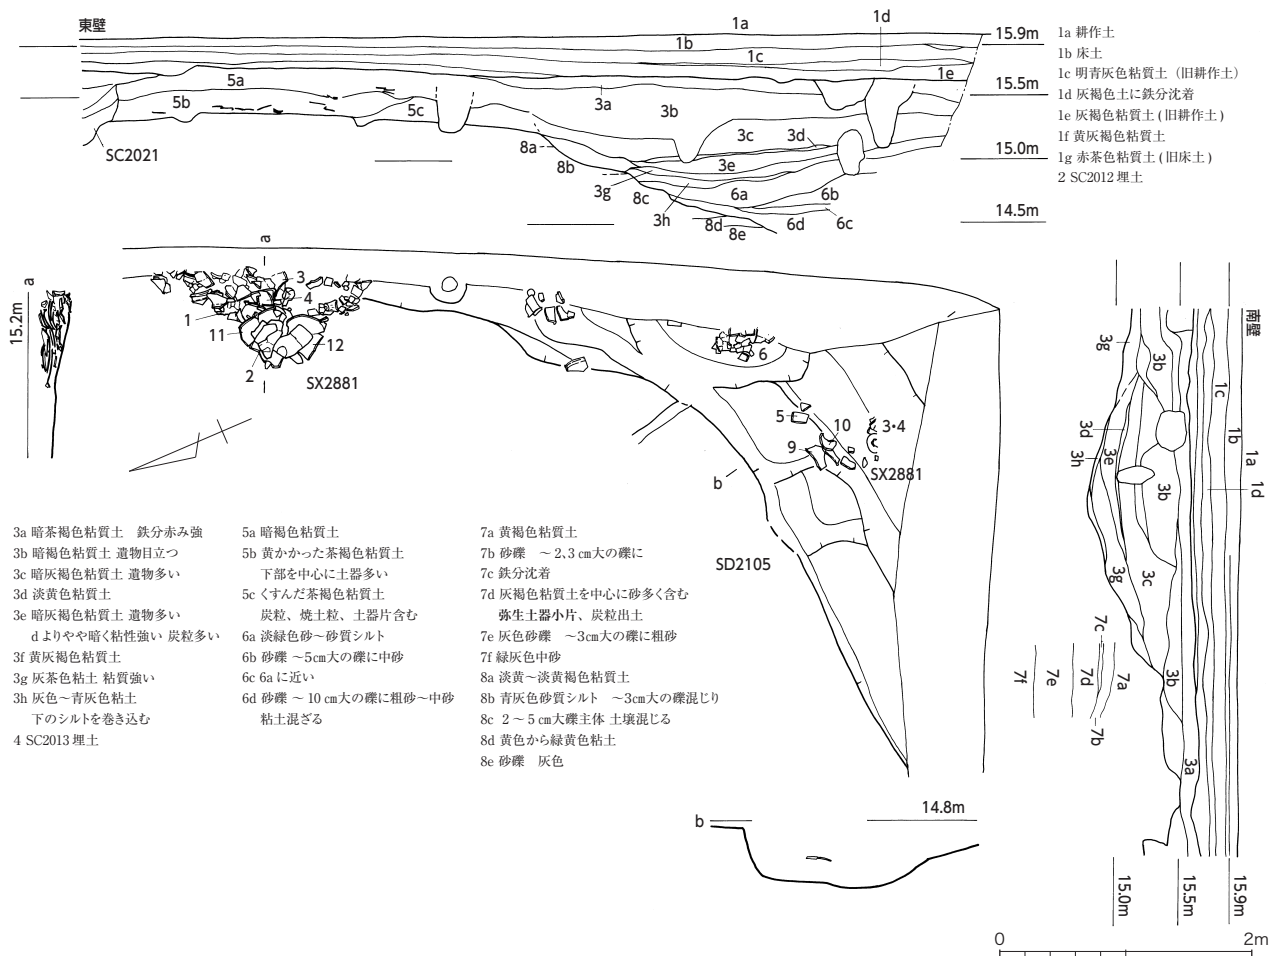 東壁
1a
1d
15.9m
1b
1c
1e
5a
15.5m
5b
5c
3a
3b
3c
3d
SC2021
8a
8b
15.0m
3e
3g
8c
6a
6b
3h
8d
6d
6c
14.5m
8e
1a 耕作土
1b 床土
1c 明青灰色粘質土（旧耕作土）
1d 灰褐色土に鉄分沈着
1e 灰褐色粘質土 (旧耕作土)
1f 黄灰褐色粘質土
1g 赤茶色粘質土 (旧床土)
2 SC2012 埋土
a
a
15.2m
3
4
1
11
12
2
SX2881
6
5
10
3・4
9
SX2881
b
SD2105
南壁
3g
3b
1c
3d
3e
3h
1b
1a
3b
1d
3g
3c
7c
7f
7e
7d
7a
3b
7b
3a
15.0m
15.5m
15.9m
3a 暗茶褐色粘質土　鉄分赤み強
3b 暗褐色粘質土 遺物目立つ
3c 暗灰褐色粘質土 遺物多い
3d 淡黄色粘質土
3e 暗灰褐色粘質土 遺物多い
d よりやや暗く粘性強い 炭粒多い
3f 黄灰褐色粘質土
3g 灰茶色粘土 粘質強い
3h 灰色～青灰色粘土
下のシルトを巻き込む
4 SC2013 埋土
5a 暗褐色粘質土
5b 黄かかった茶褐色粘質土
下部を中心に土器多い
5c くすんだ茶褐色粘質土
炭粒、焼土粒、土器片含む
6a 淡緑色砂～砂質シルト
6b 砂礫 ～5㎝大の礫に中砂
6c 6a に近い
6d 砂礫 ～ 10 ㎝大の礫に粗砂～中砂
粘土混ざる
7a 黄褐色粘質土
7b 砂礫　～ 2､3 ㎝大の礫に
7c 鉄分沈着
7d 灰褐色粘質土を中心に砂多く含む
弥生土器小片、炭粒出土
7e 灰色砂礫　～3㎝大の礫に粗砂
7f 緑灰色中砂
8a 淡黄～淡黄褐色粘質土
8b 青灰色砂質シルト　～3㎝大の礫混じり
8c ２～５㎝大礫主体 土壌混じる
8d 黄色から緑黄色粘土
8e 砂礫　灰色
b
14.8m
0
2m